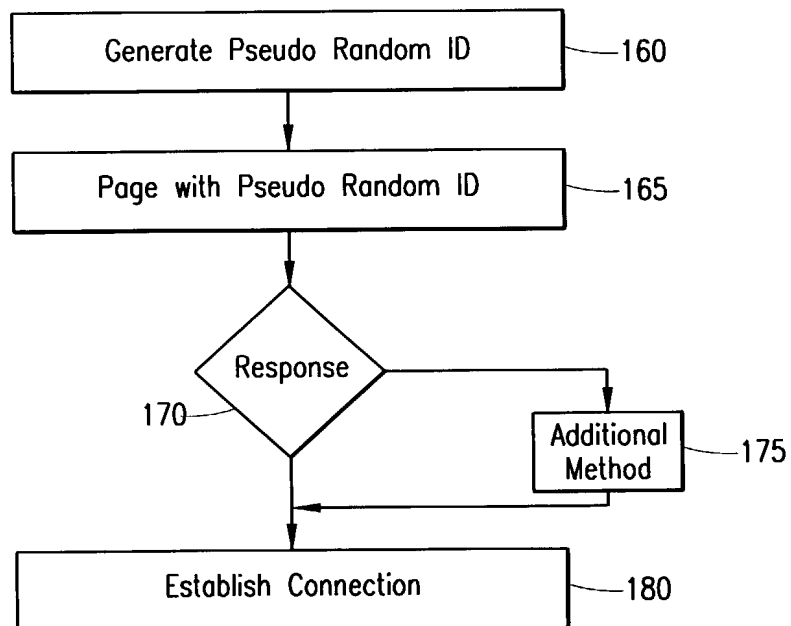 Generate Pseudo Random ID
160
Page with Pseudo Random ID
165
Response
170
Additional
Method
175
Establish Connection
180